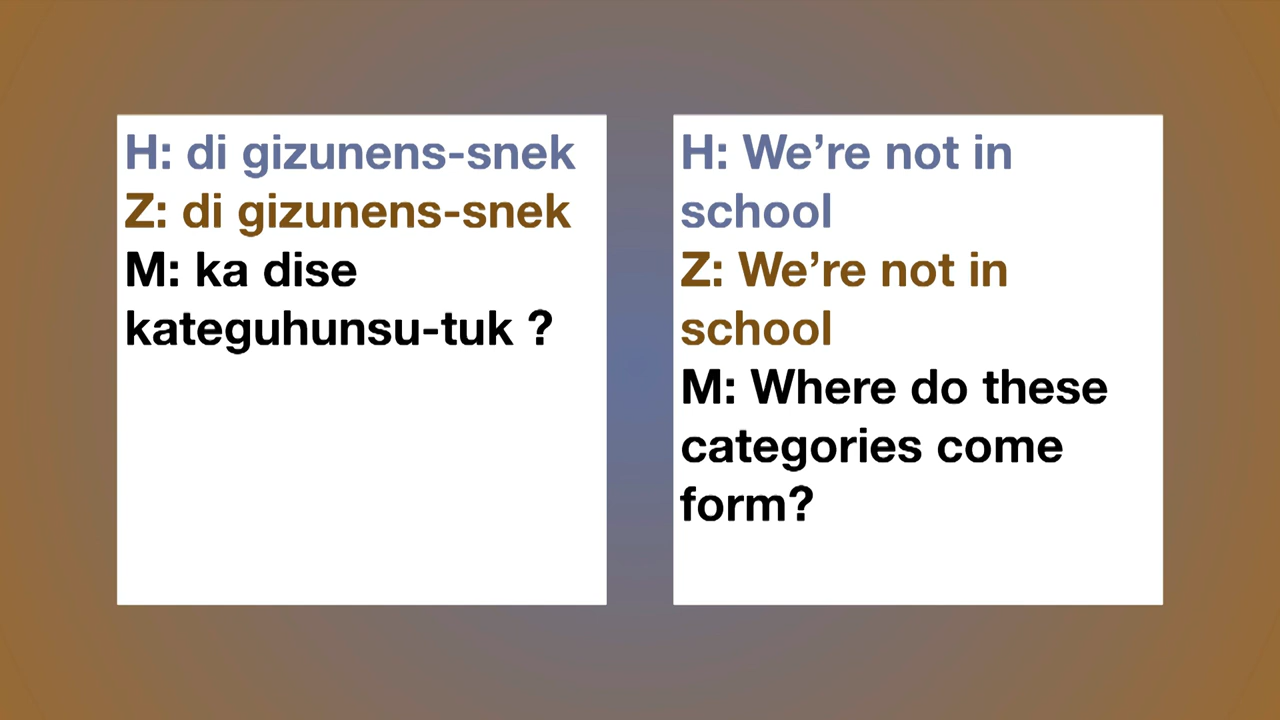 H: di gizunens-snek
Z: di gizunens-snek
M: ka dise
kateguhunsu-tuk ?
H: We’re not in
school
Z: We’re not in
school
M: Where do these
categories come
form?